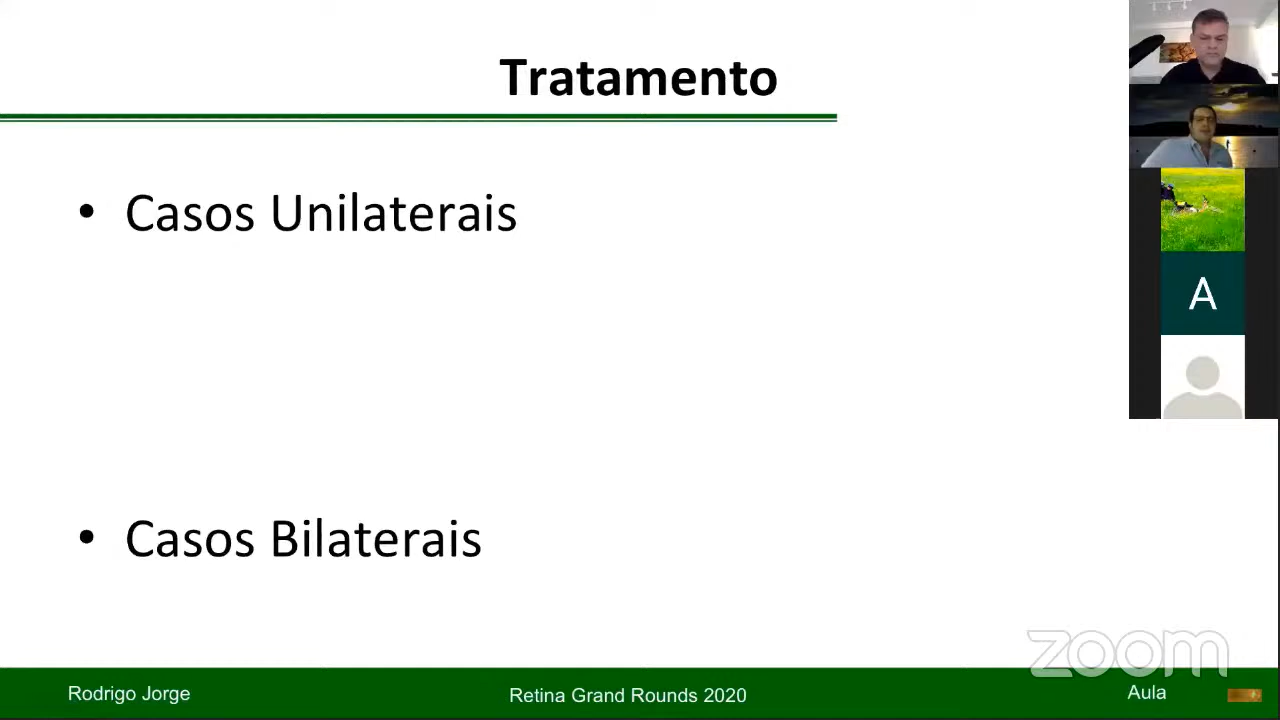 Tratamento
• Casos Unilaterais
A
• Casos Bilaterais
zoom
Rodrigo Jorge
Retina Grand Rounds 2020
Aula